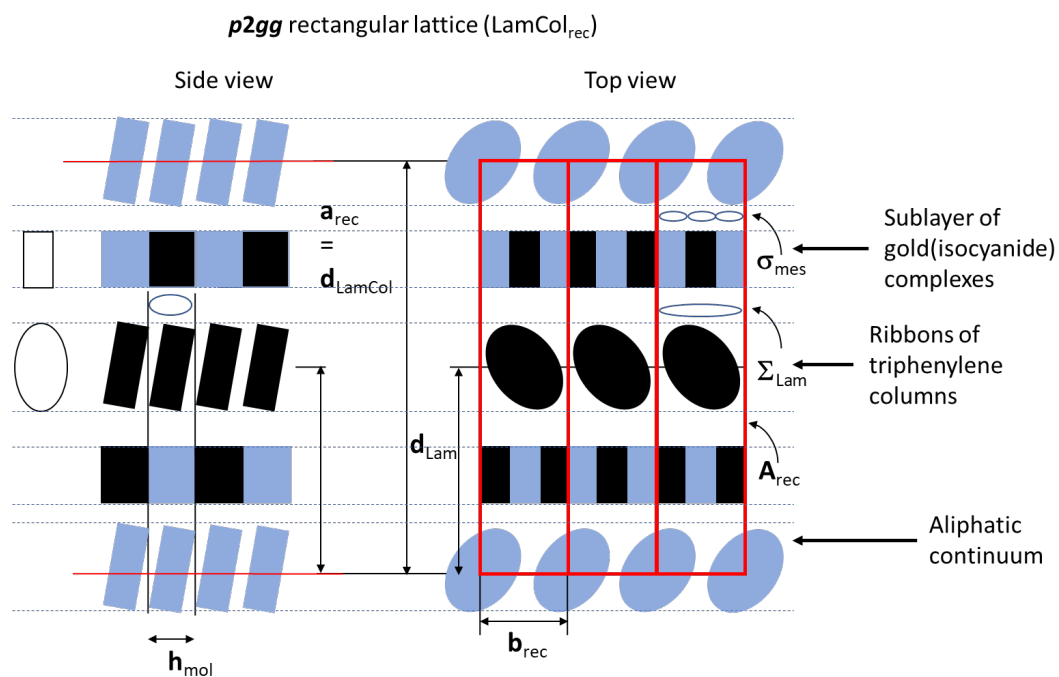 p2gg rectangular lattice (LamCol_rec)
Side view
Top view
a_rec
=
d_LamCol
σ_mes
Sublayer of
gold(isocyanide)
complexes
Σ_Lam
Ribbons of
triphenylene
columns
d_Lam
A_rec
Aliphatic
continuum
b_rec
h_mol